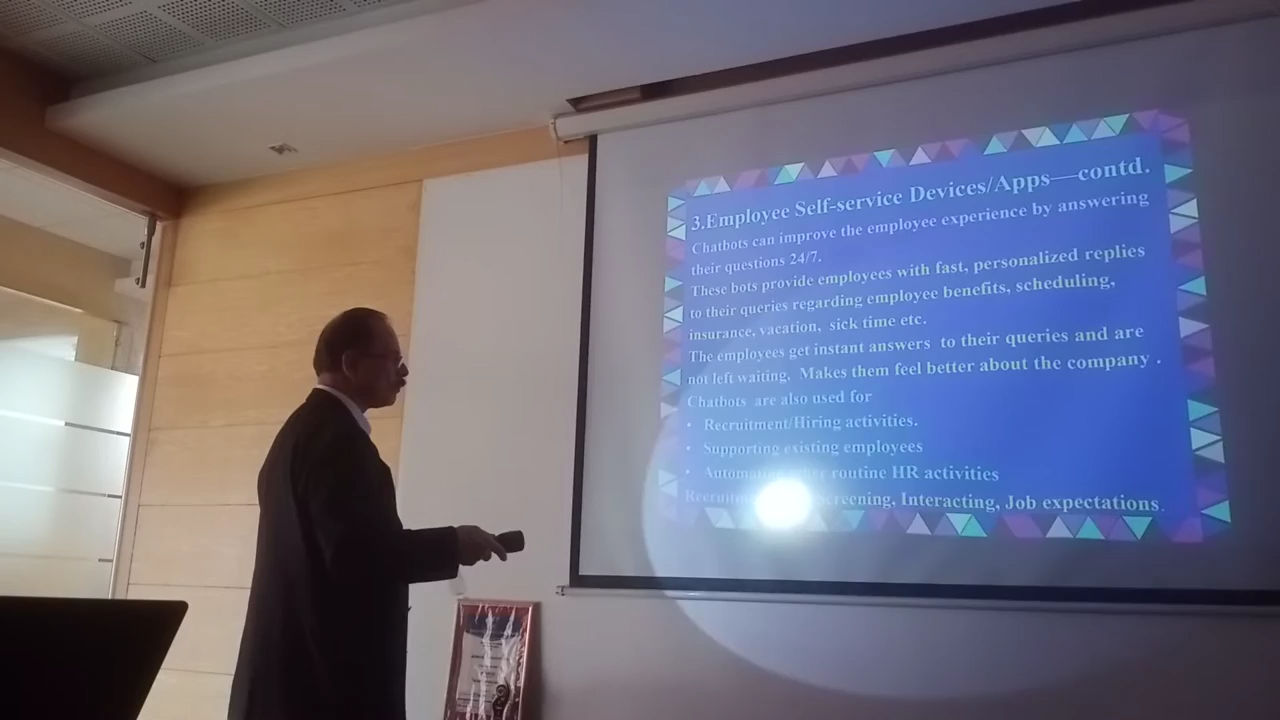 3.Employee Self-service Devices/Apps—contd.
Chatbots can improve the employee experience by answering
their questions 24/7.
These bots provide employees with fast, personalized replies
to their queries regarding employee benefits, scheduling,
insurance, vacation, sick time etc.
The employees get instant answers to their queries and are
not left waiting. Makes them feel better about the company .
Chatbots are also used for
• Recruitment/Hiring activities.
• Supporting existing employees
• routine HR activities
Screening, Interacting, Job expectations.